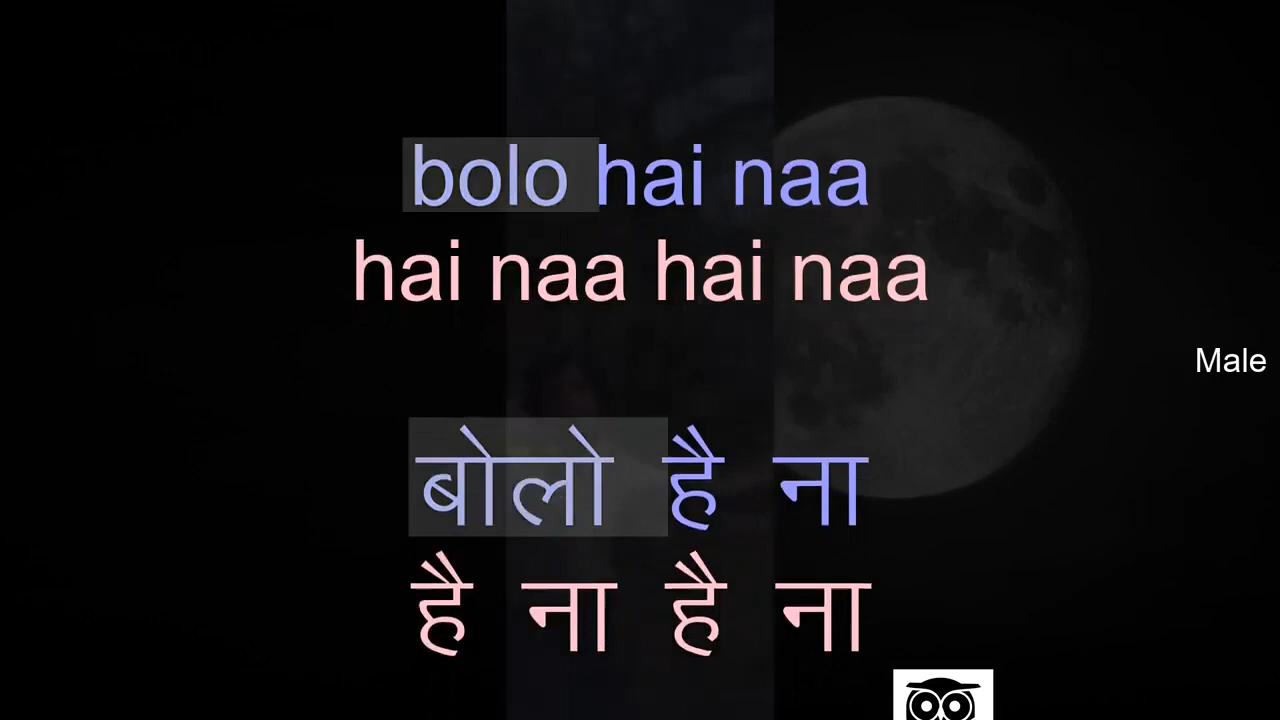 bolo hai naa
hai naa hai naa
Male
बोलो है ना
है ना है ना